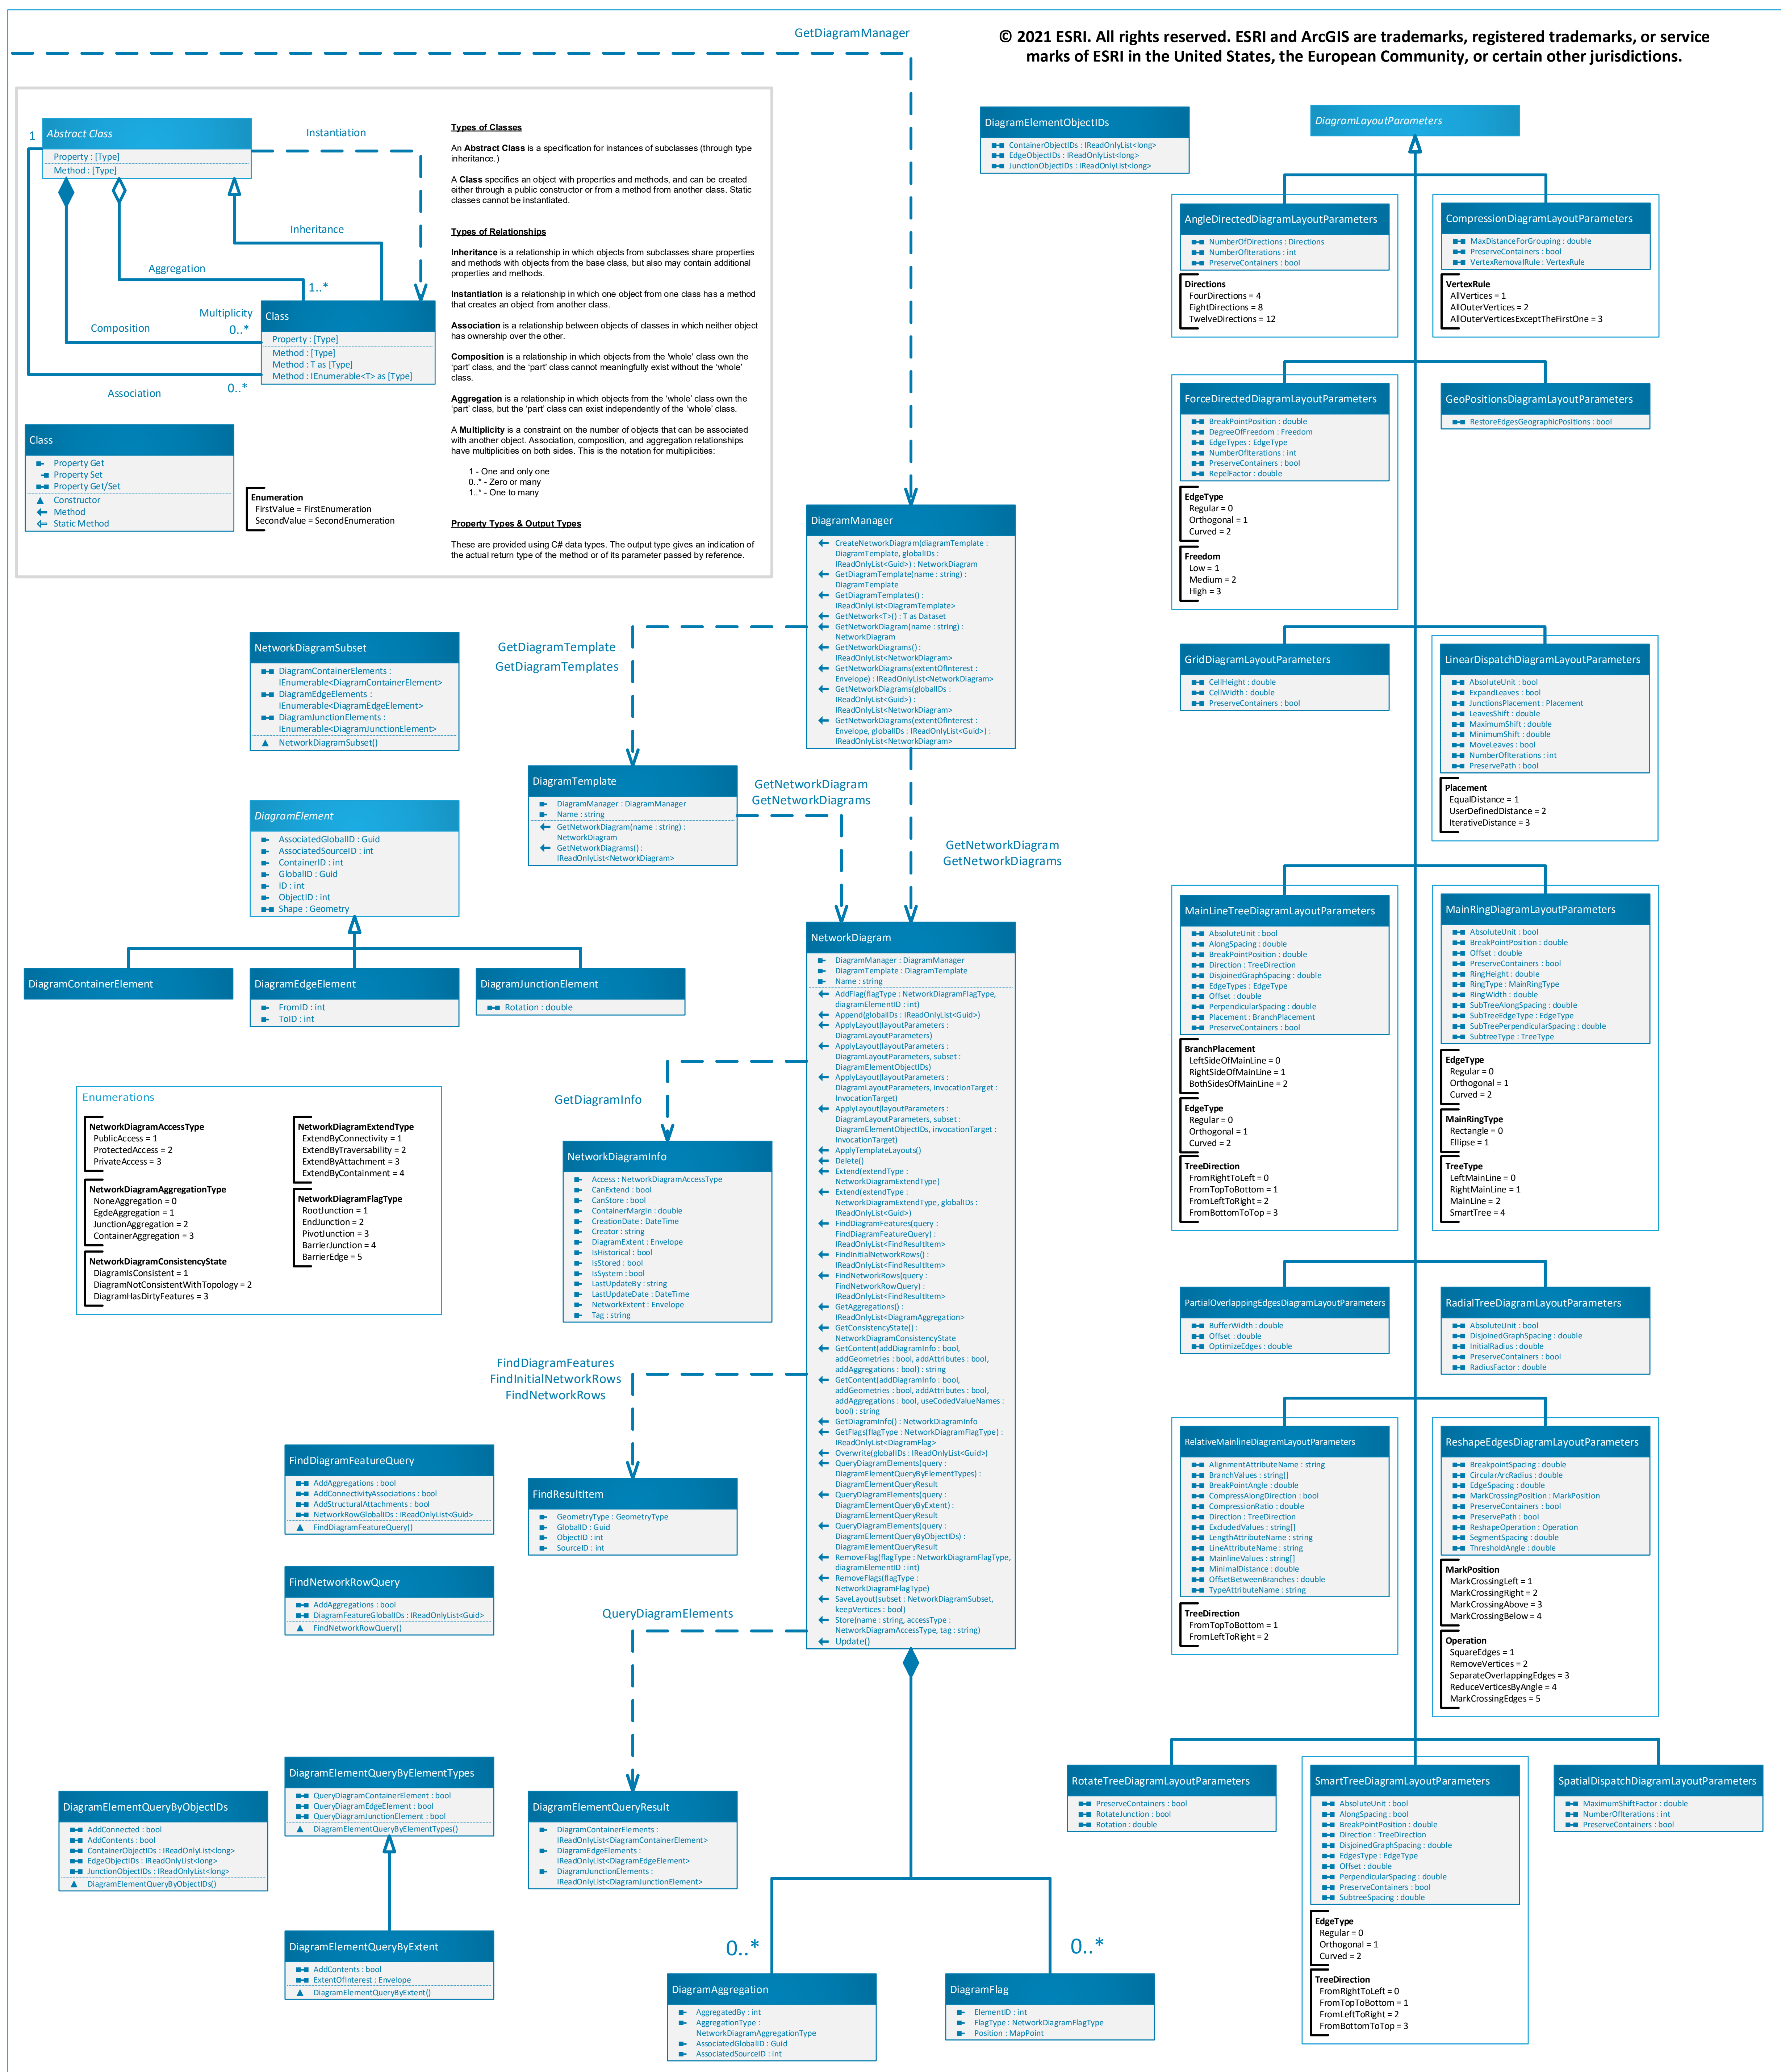 GetDiagramManager
© 2021 ESRI. All rights reserved. ESRI and ArcGIS are trademarks, registered trademarks, or service
marks of ESRI in the United States, the European Community, or certain other jurisdictions.
1
Abstract Class
Property : [Type]
Method : [Type]
Instantiation
Inheritance
Aggregation
1..*
Multiplicity
0..*
Composition
Class
Property : [Type]
Method : [Type]
Method : T as [Type]
Method : IEnumerable<T> as [Type]
0..*
Association
Class
Property Get
Property Set
Property Get/Set
Constructor
Method
Static Method
Enumeration
FirstValue = FirstEnumeration
SecondValue = SecondEnumeration
Types of Classes
An Abstract Class is a specification for instances of subclasses (through type
inheritance.)
A Class specifies an object with properties and methods, and can be created
either through a public constructor or from a method from another class. Static
classes cannot be instantiated.
Types of Relationships
Inheritance is a relationship in which objects from subclasses share properties
and methods with objects from the base class, but also may contain additional
properties and methods.
Instantiation is a relationship in which one object from one class has a method
that creates an object from another class.
Association is a relationship between objects of classes in which neither object
has ownership over the other.
Composition is a relationship in which objects from the 'whole' class own the
'part' class, and the 'part' class cannot meaningfully exist without the 'whole'
class.
Aggregation is a relationship in which objects from the 'whole' class own the
'part' class, but the 'part' class can exist independently of the 'whole' class.
A Multiplicity is a constraint on the number of objects that can be associated
with another object. Association, composition, and aggregation relationships
have multiplicities on both sides. This is the notation for multiplicities:
1 - One and only one
0..* - Zero or many
1..* - One to many
Property Types & Output Types
These are provided using C# data types. The output type gives an indication of
the actual return type of the method or of its parameter passed by reference.
DiagramManager
CreateNetworkDiagram(diagramTemplate :
DiagramTemplate, globalIDs :
IReadOnlyList<Guid>) : NetworkDiagram
GetDiagramTemplate(name : string) :
DiagramTemplate
GetDiagramTemplates() :
IReadOnlyList<DiagramTemplate>
GetNetwork<T>() : T as Dataset
GetNetworkDiagram(name : string) :
NetworkDiagram
GetNetworkDiagrams() :
IReadOnlyList<NetworkDiagram>
GetNetworkDiagrams(extentOfInterest :
Envelope) : IReadOnlyList<NetworkDiagram>
GetNetworkDiagrams(globalIDs :
IReadOnlyList<Guid>) :
IReadOnlyList<NetworkDiagram>
GetNetworkDiagrams(extentOfInterest :
Envelope, globalIDs : IReadOnlyList<Guid>) :
IReadOnlyList<NetworkDiagram>
GetDiagramTemplate
GetDiagramTemplates
NetworkDiagramSubset
DiagramContainerElements :
IEnumerable<DiagramContainerElement>
DiagramEdgeElements :
IEnumerable<DiagramEdgeElement>
DiagramJunctionElements :
IEnumerable<DiagramJunctionElement>
NetworkDiagramSubset()
DiagramTemplate
DiagramManager : DiagramManager
Name : string
GetNetworkDiagram(name : string) :
NetworkDiagram
GetNetworkDiagrams() :
IReadOnlyList<NetworkDiagram>
GetNetworkDiagram
GetNetworkDiagrams
GetNetworkDiagram
GetNetworkDiagrams
DiagramElement
AssociatedGlobalID : Guid
AssociatedSourceID : int
ContainerID : int
GlobalID : Guid
ID : int
ObjectID : int
Shape : Geometry
DiagramContainerElement
DiagramEdgeElement
FromID : int
ToID : int
DiagramJunctionElement
Rotation : double
NetworkDiagram
DiagramManager : DiagramManager
DiagramTemplate : DiagramTemplate
Name : string
AddFlag(flagType : NetworkDiagramFlagType,
diagramElementID : int)
Append(globalIDs : IReadOnlyList<Guid>)
ApplyLayout(layoutParameters :
DiagramLayoutParameters)
ApplyLayout(layoutParameters :
DiagramLayoutParameters, subset :
DiagramElementObjectIDs)
ApplyLayout(layoutParameters :
DiagramLayoutParameters, invocationTarget :
InvocationTarget)
ApplyLayout(layoutParameters :
DiagramLayoutParameters, subset :
DiagramElementObjectIDs, invocationTarget :
InvocationTarget)
ApplyTemplateLayouts()
Delete()
Extend(extendType :
NetworkDiagramExtendType)
Extend(extendType :
NetworkDiagramExtendType, globalIDs :
IReadOnlyList<Guid>)
FindDiagramFeatures(query :
FindDiagramFeatureQuery) :
IReadOnlyList<FindResultItem>
FindInitialNetworkRows() :
IReadOnlyList<FindResultItem>
FindNetworkRows(query :
FindNetworkRowQuery) :
IReadOnlyList<FindResultItem>
GetAggregations() :
IReadOnlyList<DiagramAggregation>
GetConsistencyState() :
NetworkDiagramConsistencyState
GetContent(addDiagramInfo : bool,
addGeometries : bool, addAttributes : bool,
addAggregations : bool) : string
GetContent(addDiagramInfo : bool,
addGeometries : bool, addAttributes : bool,
addAggregations : bool, useCodedValueNames :
bool) : string
GetDiagramInfo() : NetworkDiagramInfo
GetFlags(flagType : NetworkDiagramFlagType) :
IReadOnlyList<DiagramFlag>
Overwrite(globalIDs : IReadOnlyList<Guid>)
QueryDiagramElements(query :
DiagramElementQueryByElementTypes) :
DiagramElementQueryResult
QueryDiagramElements(query :
DiagramElementQueryByExtent) :
DiagramElementQueryResult
QueryDiagramElements(query :
DiagramElementQueryByObjectIDs) :
DiagramElementQueryResult
RemoveFlag(flagType : NetworkDiagramFlagType,
diagramElementID : int)
RemoveFlags(flagType :
NetworkDiagramFlagType)
SaveLayout(subset : NetworkDiagramSubset,
keepVertices : bool)
Store(name : string, accessType :
NetworkDiagramAccessType, tag : string)
Update()
GetDiagramInfo
Enumerations
NetworkDiagramAccessType
PublicAccess = 1
ProtectedAccess = 2
PrivateAccess = 3
NetworkDiagramAggregationType
NoneAggregation = 0
EgdeAggregation = 1
JunctionAggregation = 2
ContainerAggregation = 3
NetworkDiagramConsistencyState
DiagramIsConsistent = 1
DiagramNotConsistentWithTopology = 2
DiagramHasDirtyFeatures = 3
NetworkDiagramExtendType
ExtendByConnectivity = 1
ExtendByTraversability = 2
ExtendByAttachment = 3
ExtendByContainment = 4
NetworkDiagramFlagType
RootJunction = 1
EndJunction = 2
PivotJunction = 3
BarrierJunction = 4
BarrierEdge = 5
NetworkDiagramInfo
Access : NetworkDiagramAccessType
CanExtend : bool
CanStore : bool
ContainerMargin : double
CreationDate : DateTime
Creator : string
DiagramExtent : Envelope
IsHistorical : bool
IsStored : bool
IsSystem : bool
LastUpdateBy : string
LastUpdateDate : DateTime
NetworkExtent : Envelope
Tag : string
FindDiagramFeatures
FindInitialNetworkRows
FindNetworkRows
FindDiagramFeatureQuery
AddAggregations : bool
AddConnectivityAssociations : bool
AddStructuralAttachments : bool
NetworkRowGlobalIDs : IReadOnlyList<Guid>
FindDiagramFeatureQuery()
FindResultItem
GeometryType : GeometryType
GlobalID : Guid
ObjectID : int
SourceID : int
FindNetworkRowQuery
AddAggregations : bool
DiagramFeatureGlobalIDs : IReadOnlyList<Guid>
FindNetworkRowQuery()
QueryDiagramElements
DiagramElementQueryByObjectIDs
AddConnected : bool
AddContents : bool
ContainerObjectIDs : IReadOnlyList<long>
EdgeObjectIDs : IReadOnlyList<long>
JunctionObjectIDs : IReadOnlyList<long>
DiagramElementQueryByObjectIDs()
DiagramElementQueryByElementTypes
QueryDiagramContainerElement : bool
QueryDiagramEdgeElement : bool
QueryDiagramJunctionElement : bool
DiagramElementQueryByElementTypes()
DiagramElementQueryResult
DiagramContainerElements :
IReadOnlyList<DiagramContainerElement>
DiagramEdgeElements :
IReadOnlyList<DiagramEdgeElement>
DiagramJunctionElements :
IReadOnlyList<DiagramJunctionElement>
DiagramElementQueryByExtent
AddContents : bool
ExtentOfInterest : Envelope
DiagramElementQueryByExtent()
0..*
0..*
DiagramAggregation
AggregatedBy : int
AggregationType :
NetworkDiagramAggregationType
AssociatedGlobalID : Guid
AssociatedSourceID : int
DiagramFlag
ElementID : int
FlagType : NetworkDiagramFlagType
Position : MapPoint
DiagramElementObjectIDs
ContainerObjectIDs : IReadOnlyList<long>
EdgeObjectIDs : IReadOnlyList<long>
JunctionObjectIDs : IReadOnlyList<long>
DiagramLayoutParameters
AngleDirectedDiagramLayoutParameters
NumberOfDirections : Directions
NumberOfIterations : int
PreserveContainers : bool
Directions
FourDirections = 4
EightDirections = 8
TwelveDirections = 12
CompressionDiagramLayoutParameters
MaxDistanceForGrouping : double
PreserveContainers : bool
VertexRemovalRule : VertexRule
VertexRule
AllVertices = 1
AllOuterVertices = 2
AllOuterVerticesExceptTheFirstOne = 3
ForceDirectedDiagramLayoutParameters
BreakPointPosition : double
DegreeOfFreedom : Freedom
EdgeTypes : EdgeType
NumberOfIterations : int
PreserveContainers : bool
RepelFactor : double
EdgeType
Regular = 0
Orthogonal = 1
Curved = 2
Freedom
Low = 1
Medium = 2
High = 3
GeoPositionsDiagramLayoutParameters
RestoreEdgesGeographicPositions : bool
GridDiagramLayoutParameters
CellHeight : double
CellWidth : double
PreserveContainers : bool
LinearDispatchDiagramLayoutParameters
AbsoluteUnit : bool
ExpandLeaves : bool
JunctionsPlacement : Placement
LeavesShift : double
MaximumShift : double
MinimumShift : double
MoveLeaves : bool
NumberOfIterations : int
PreservePath : bool
Placement
EqualDistance = 1
UserDefinedDistance = 2
IterativeDistance = 3
MainLineTreeDiagramLayoutParameters
AbsoluteUnit : bool
AlongSpacing : double
BreakPointPosition : double
Direction : TreeDirection
DisjoinedGraphSpacing : double
EdgeTypes : EdgeType
Offset : double
PerpendicularSpacing : double
Placement : BranchPlacement
PreserveContainers : bool
BranchPlacement
LeftSideOfMainLine = 0
RightSideOfMainLine = 1
BothSidesOfMainLine = 2
EdgeType
Regular = 0
Orthogonal = 1
Curved = 2
TreeDirection
FromRightToLeft = 0
FromTopToBottom = 1
FromLeftToRight = 2
FromBottomToTop = 3
MainRingDiagramLayoutParameters
AbsoluteUnit : bool
BreakPointPosition : double
Offset : double
PreserveContainers : bool
RingHeight : double
RingType : MainRingType
RingWidth : double
SubTreeAlongSpacing : double
SubTreeEdgeType : EdgeType
SubTreePerpendicularSpacing : double
SubtreeType : TreeType
EdgeType
Regular = 0
Orthogonal = 1
Curved = 2
MainRingType
Rectangle = 0
Ellipse = 1
TreeType
LeftMainLine = 0
RightMainLine = 1
MainLine = 2
SmartTree = 4
PartialOverlappingEdgesDiagramLayoutParameters
BufferWidth : double
Offset : double
OptimizeEdges : double
RadialTreeDiagramLayoutParameters
AbsoluteUnit : bool
DisjoinedGraphSpacing : double
InitialRadius : double
PreserveContainers : bool
RadiusFactor : double
RelativeMainlineDiagramLayoutParameters
AlignmentAttributeName : string
BranchValues : string[]
BreakPointAngle : double
CompressAlongDirection : bool
CompressionRatio : double
Direction : TreeDirection
ExcludedValues : string[]
LengthAttributeName : string
LineAttributeName : string
MainlineValues : string[]
MinimalDistance : double
OffsetBetweenBranches : double
TypeAttributeName : string
TreeDirection
FromTopToBottom = 1
FromLeftToRight = 2
ReshapeEdgesDiagramLayoutParameters
BreakpointSpacing : double
CircularArcRadius : double
EdgeSpacing : double
MarkCrossingPosition : MarkPosition
PreserveContainers : bool
PreservePath : bool
ReshapeOperation : Operation
SegmentSpacing : double
ThresholdAngle : double
MarkPosition
MarkCrossingLeft = 1
MarkCrossingRight = 2
MarkCrossingAbove = 3
MarkCrossingBelow = 4
Operation
SquareEdges = 1
RemoveVertices = 2
SeparateOverlappingEdges = 3
ReduceVerticesByAngle = 4
MarkCrossingEdges = 5
RotateTreeDiagramLayoutParameters
PreserveContainers : bool
RotateJunction : bool
Rotation : double
SmartTreeDiagramLayoutParameters
AbsoluteUnit : bool
AlongSpacing : bool
BreakPointPosition : double
Direction : TreeDirection
DisjoinedGraphSpacing : double
EdgesType : EdgeType
Offset : double
PerpendicularSpacing : double
PreserveContainers : bool
SubtreeSpacing : double
EdgeType
Regular = 0
Orthogonal = 1
Curved = 2
TreeDirection
FromRightToLeft = 0
FromTopToBottom = 1
FromLeftToRight = 2
FromBottomToTop = 3
SpatialDispatchDiagramLayoutParameters
MaximumShiftFactor : double
NumberOfIterations : int
PreserveContainers : bool